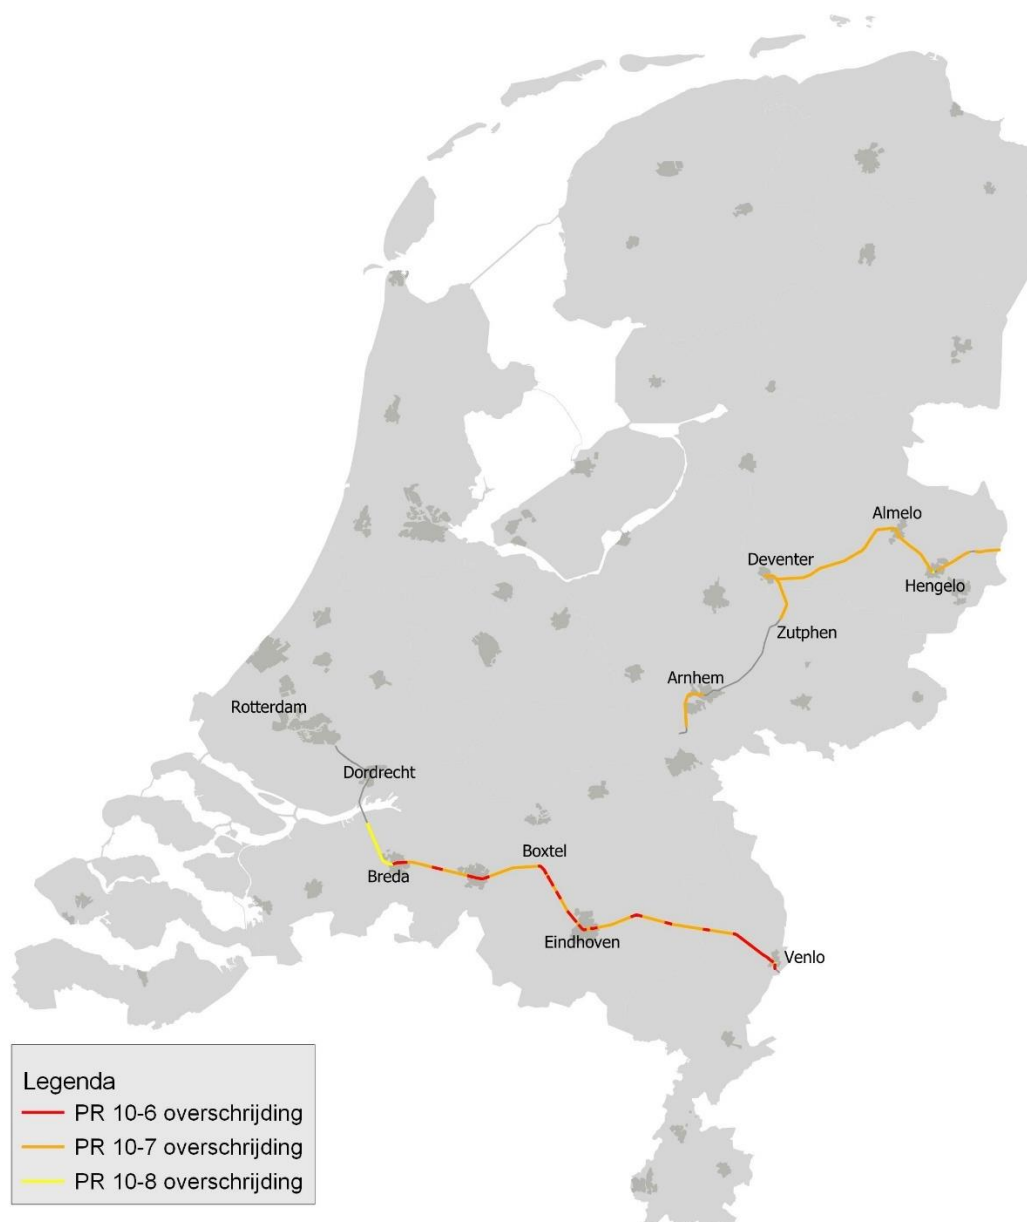 Almelo
Deventer
Hengelo
Zutphen
Arnhem
Rotterdam
Dordrecht
Boxtel
Breda
Eindhoven
Venlo
Legenda
PR 10-6 overschrijding
PR 10-7 overschrijding
PR 10-8 overschrijding